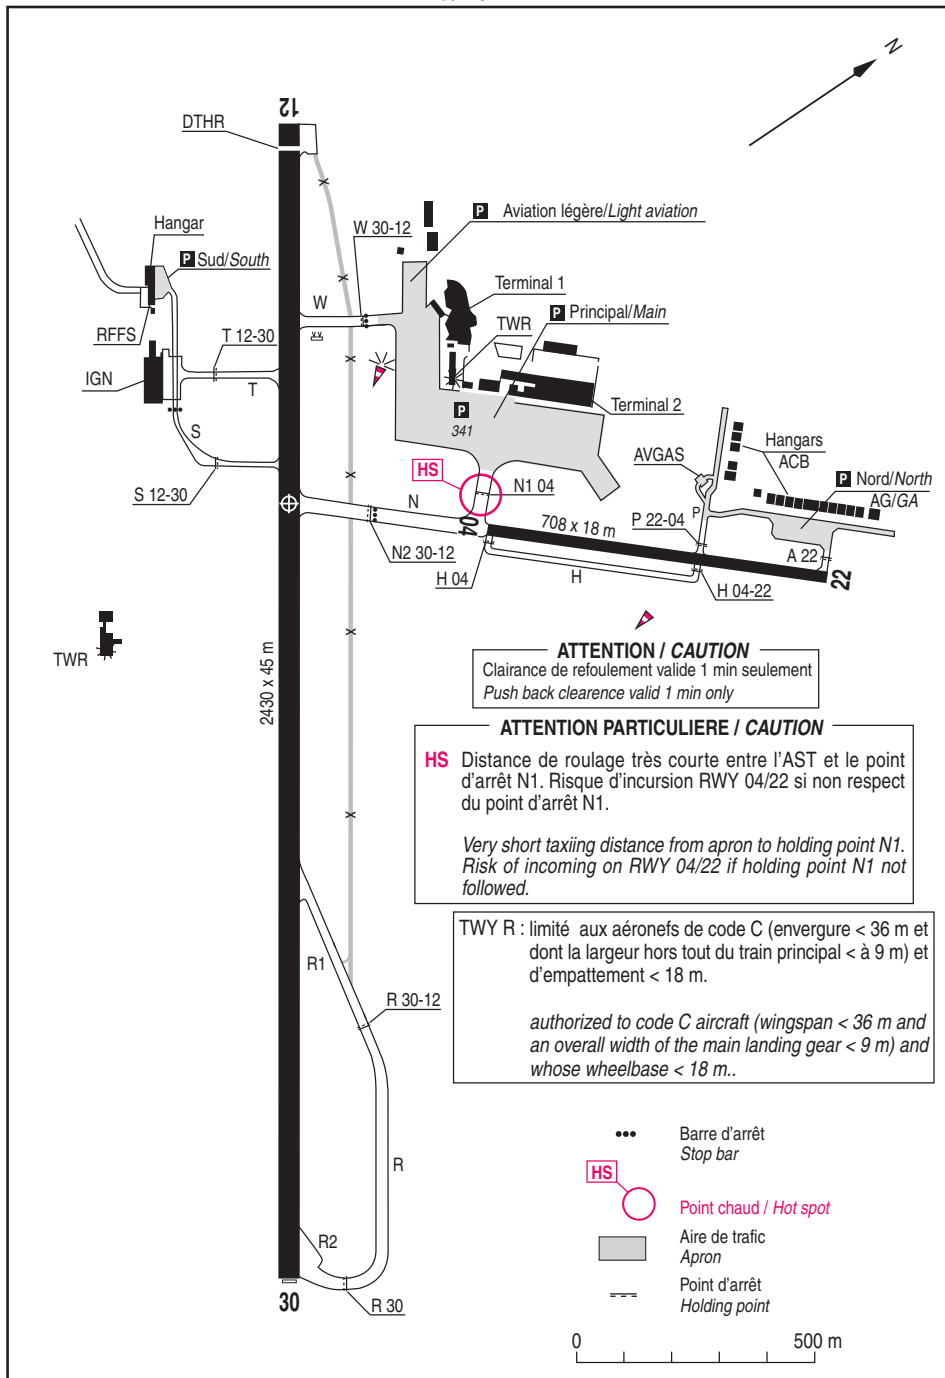 N
12
DTHR
W 30-12
P Aviation légère/Light aviation
Hangar
P Sud/South
Terminal 1
W
P Principal/Main
TWR
RFFS
T 12-30
IGN
T
Terminal 2
P
341
S
HS
AVGAS
Hangars
ACB
P Nord/North
AG/GA
S 12-30
N
N1 04
04
708 x 18 m
P
P 22-04
N2 30-12
A 22
22
H 04
H
H 04-22
TWR
2430 x 45 m
ATTENTION / CAUTION
Clairance de refoulement valide 1 min seulement
Push back clearence valid 1 min only
ATTENTION PARTICULIERE / CAUTION
HS Distance de roulage très courte entre l'AST et le point
d'arrêt N1. Risque d'incursion RWY 04/22 si non respect
du point d'arrêt N1.
Very short taxiing distance from apron to holding point N1.
Risk of incoming on RWY 04/22 if holding point N1 not
followed.
TWY R : limité aux aéronefs de code C (envergure < 36 m et
dont la largeur hors tout du train principal < à 9 m) et
d'empattement < 18 m.
authorized to code C aircraft (wingspan < 36 m and
an overall width of the main landing gear < 9 m) and
whose wheelbase < 18 m..
R1
R 30-12
R
R2
30
R 30
Barre d'arrêt
Stop bar
HS
Point chaud / Hot spot
Aire de trafic
Apron
Point d'arrêt
Holding point
0 500 m